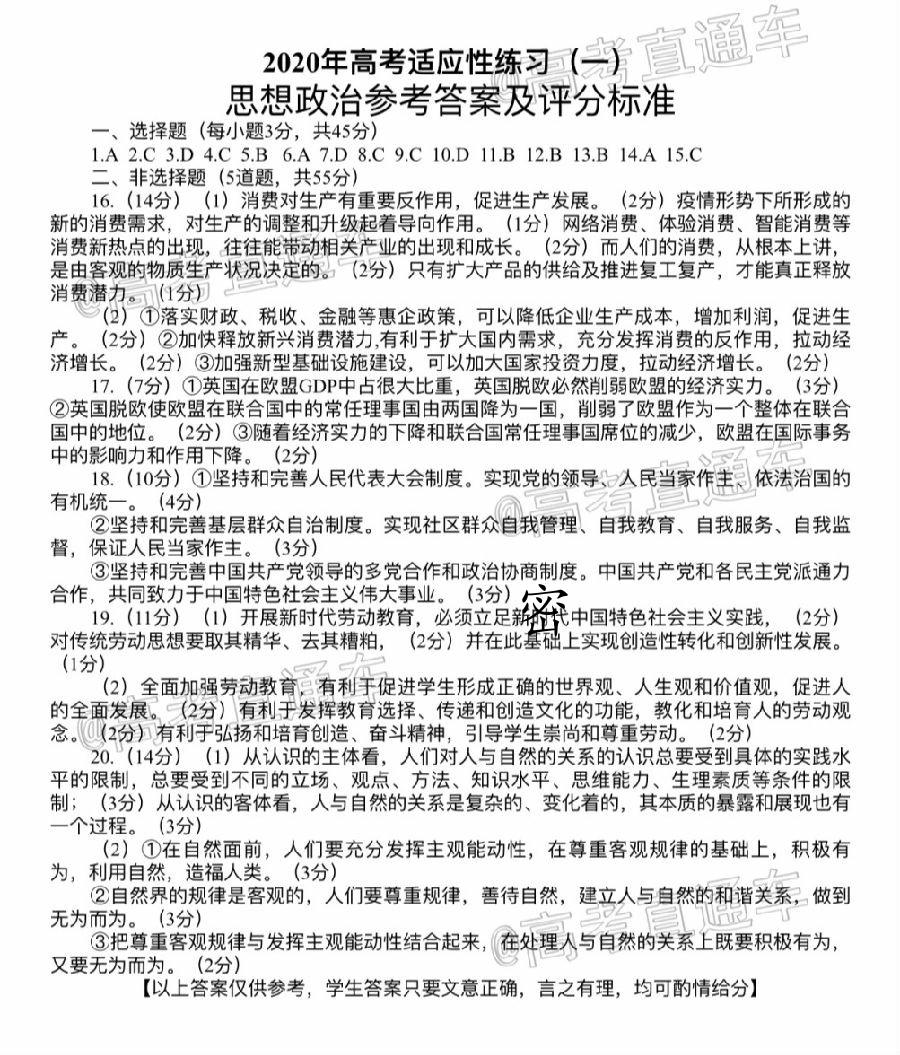 2020年高考适应性练习（一）
思想政治参考答案及评分标准
一、选择题（每小题3分，共45分）
1.A 2.C 3.D 4.C 5.B 6.A 7.D 8.C 9.C 10.D 11.B 12.B 13.B 14.A 15.C
二、非选择题（5道题，共55分）
16.（14分）（1）消费对生产有重要反作用，促进生产发展。（2分）疫情形势下所形成的
新的消费需求，对生产的调整和升级起着导向作用。（1分）网络消费、体验消费、智能消费等
消费新热点的出现，往往能带动相关产业的出现和成长。（2分）而人们的消费，从根本上讲，
是由客观的物质生产状况决定的。（2分）只有扩大产品的供给及推进复工复产，才能真正释放
消费潜力。（1分）
（2）①落实财政、税收、金融等惠企政策，可以降低企业生产成本，增加利润，促进生
产。（2分）②加快释放新兴消费潜力,有利于扩大国内需求，充分发挥消费的反作用，拉动经
济增长。（2分）③加强新型基础设施建设，可以加大国家投资力度，拉动经济增长。（2分）
17.（7分）①英国在欧盟GDP中占很大比重，英国脱欧必然削弱欧盟的经济实力。（3分）
②英国脱欧使欧盟在联合国中的常任理事国由两国降为一国，削弱了欧盟作为一个整体在联合
国中的地位。（2分）③随着经济实力的下降和联合国常任理事国席位的减少，欧盟在国际事务
中的影响力和作用下降。（2分）
18.（10分）①坚持和完善人民代表大会制度。实现党的领导、人民当家作主、依法治国的
有机统一。（4分）
②坚持和完善基层群众自治制度。实现社区群众自我管理、自我教育、自我服务、自我监
督，保证人民当家作主。（3分）
③坚持和完善中国共产党领导的多党合作和政治协商制度。中国共产党和各民主党派通力
合作，共同致力于中国特色社会主义伟大事业。（3分）
密
19.（11分）（1）开展新时代劳动教育，必须立足新时代中国特色社会主义实践，（2分）
对传统劳动思想要取其精华、去其糟粕，（2分）并在此基础上实现创造性转化和创新性发展。
（1分）
（2）全面加强劳动教育，有利于促进学生形成正确的世界观、人生观和价值观，促进人
的全面发展。（2分）有利于发挥教育选择、传递和创造文化的功能，教化和培育人的劳动观
念。（2分）有利于弘扬和培育创造、奋斗精神，引导学生崇尚和尊重劳动。（2分）
20.（14分）（1）从认识的主体看，人们对人与自然的关系的认识总要受到具体的实践水
平的限制，总要受到不同的立场、观点、方法、知识水平、思维能力、生理素质等条件的限
制；（3分）从认识的客体看，人与自然的关系是复杂的、变化着的，其本质的暴露和展现也有
一个过程。（3分）
（2）①在自然面前，人们要充分发挥主观能动性，在尊重客观规律的基础上，积极有
为，利用自然，造福人类。（3分）
②自然界的规律是客观的，人们要尊重规律，善待自然，建立人与自然的和谐关系，做到
无为而为。（3分）
③把尊重客观规律与发挥主观能动性结合起来，在处理人与自然的关系上既要积极有为，
又要无为而为。（2分）
【以上答案仅供参考，学生答案只要文意正确，言之有理，均可酌情给分】
@高考直通车
@高考直通车
@高考直通车
@高考直通车
@高考直通车